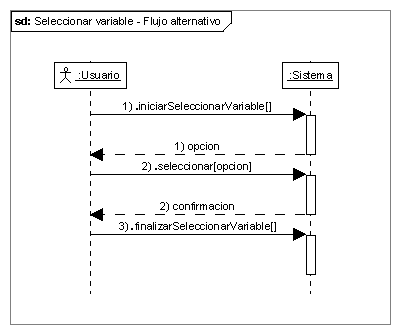 sd: Seleccionar variable - Flujo alternativo
:Usuario
:Sistema
1) .iniciarSeleccionarVariable[]
1) opcion
2) .seleccionar[opcion]
2) confirmacion
3) .finalizarSeleccionarVariable[]